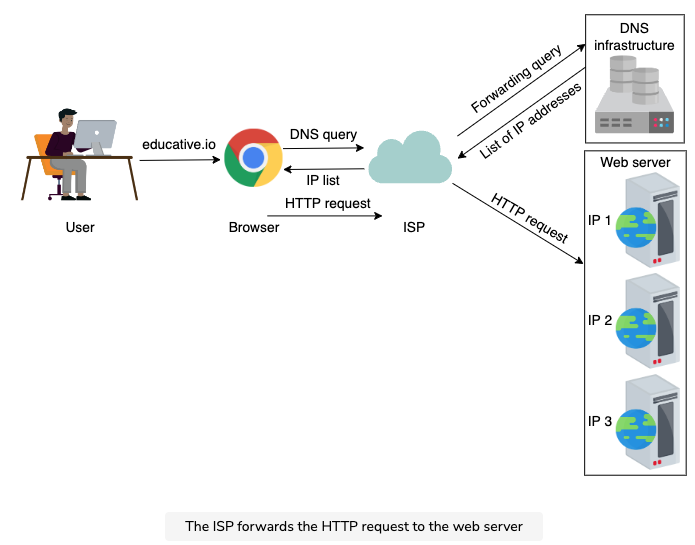 DNS
infrastructure
Forwarding query
List of IP addresses
educative.io
DNS query
IP list
HTTP request
HTTP request
User
Browser
ISP
Web server
IP 1
IP 2
IP 3
The ISP forwards the HTTP request to the web server